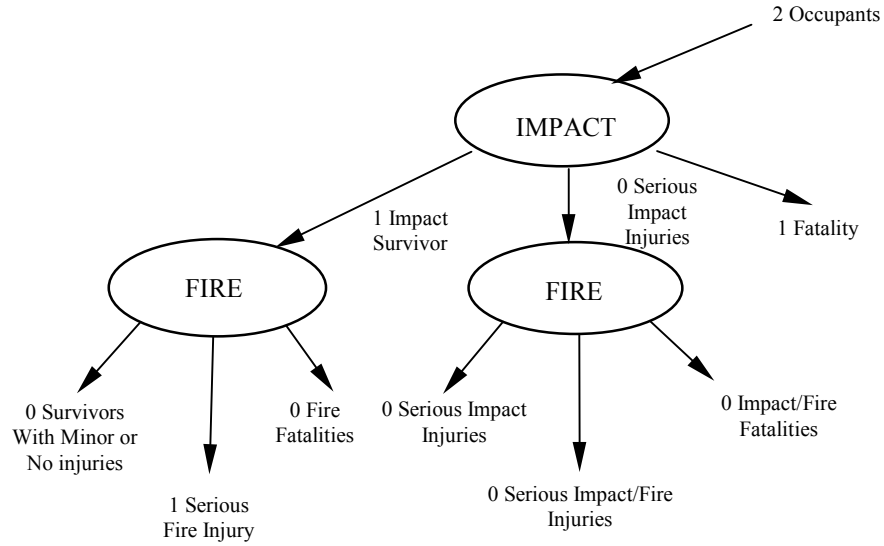 2 Occupants
IMPACT
1 Impact
Survivor
0 Serious
Impact
Injuries
1 Fatality
FIRE
FIRE
0 Survivors
With Minor or
No injuries
1 Serious
Fire Injury
0 Fire
Fatalities
0 Serious Impact
Injuries
0 Serious Impact/Fire
Injuries
0 Impact/Fire
Fatalities